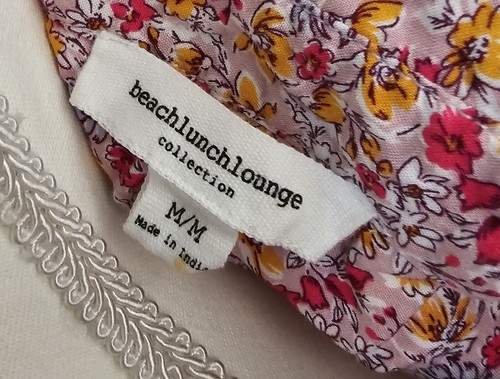 beachlunchlounge
collection
M/M
Made in India